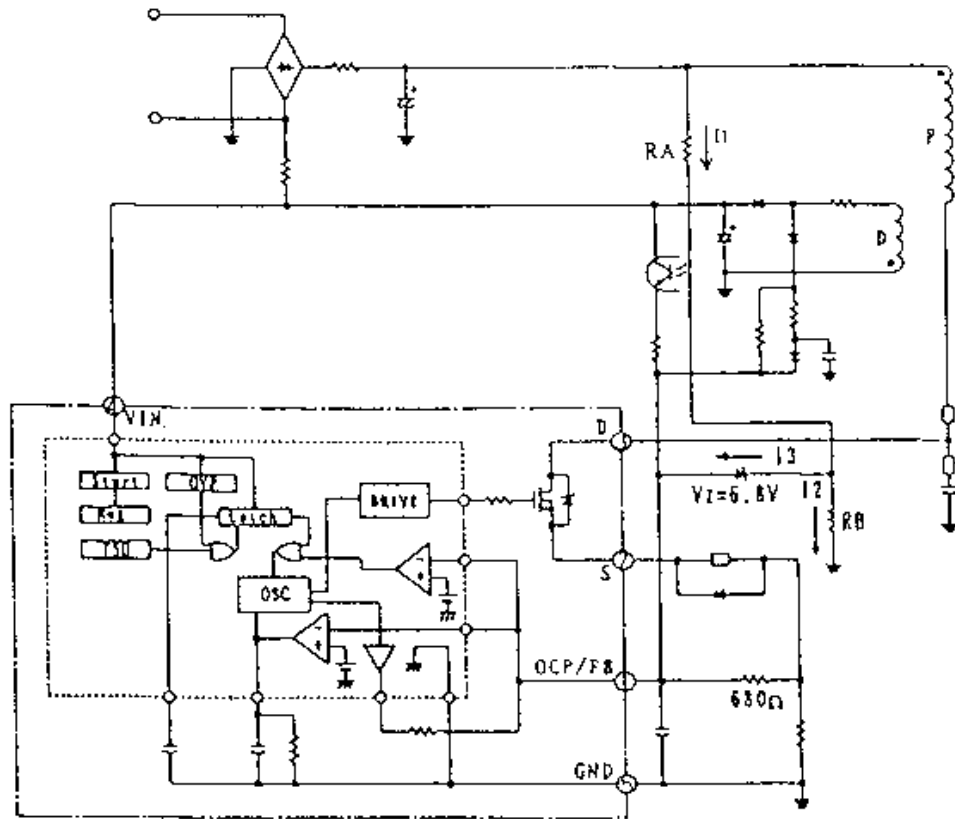 I1
RA
P
D
VIN
D
I3
Start
OVP
VZ=6.8V
I2
DRIVE
Reg
Latch
RB
TSD
S
OSC
OCP/FB
680Ω
GND